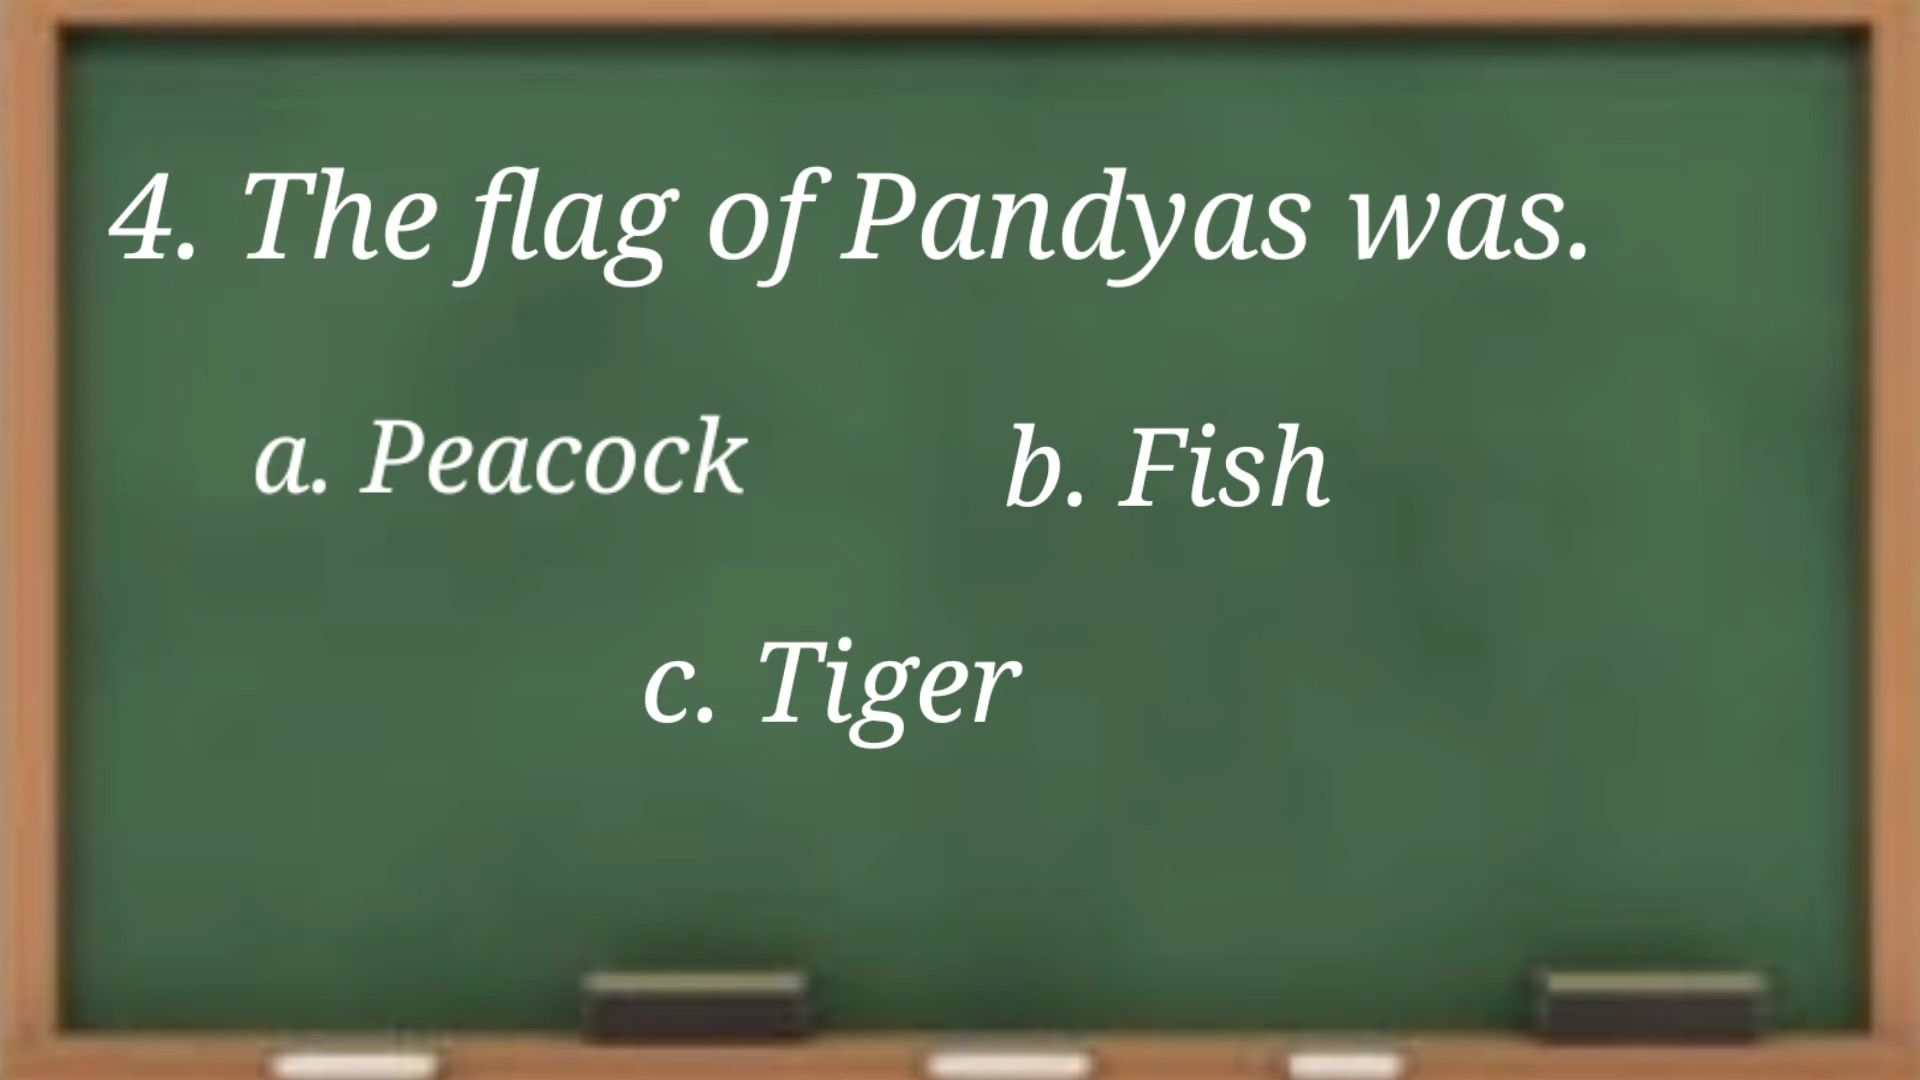 4. The flag of Pandyas was.
a. Peacock b. Fish
c. Tiger